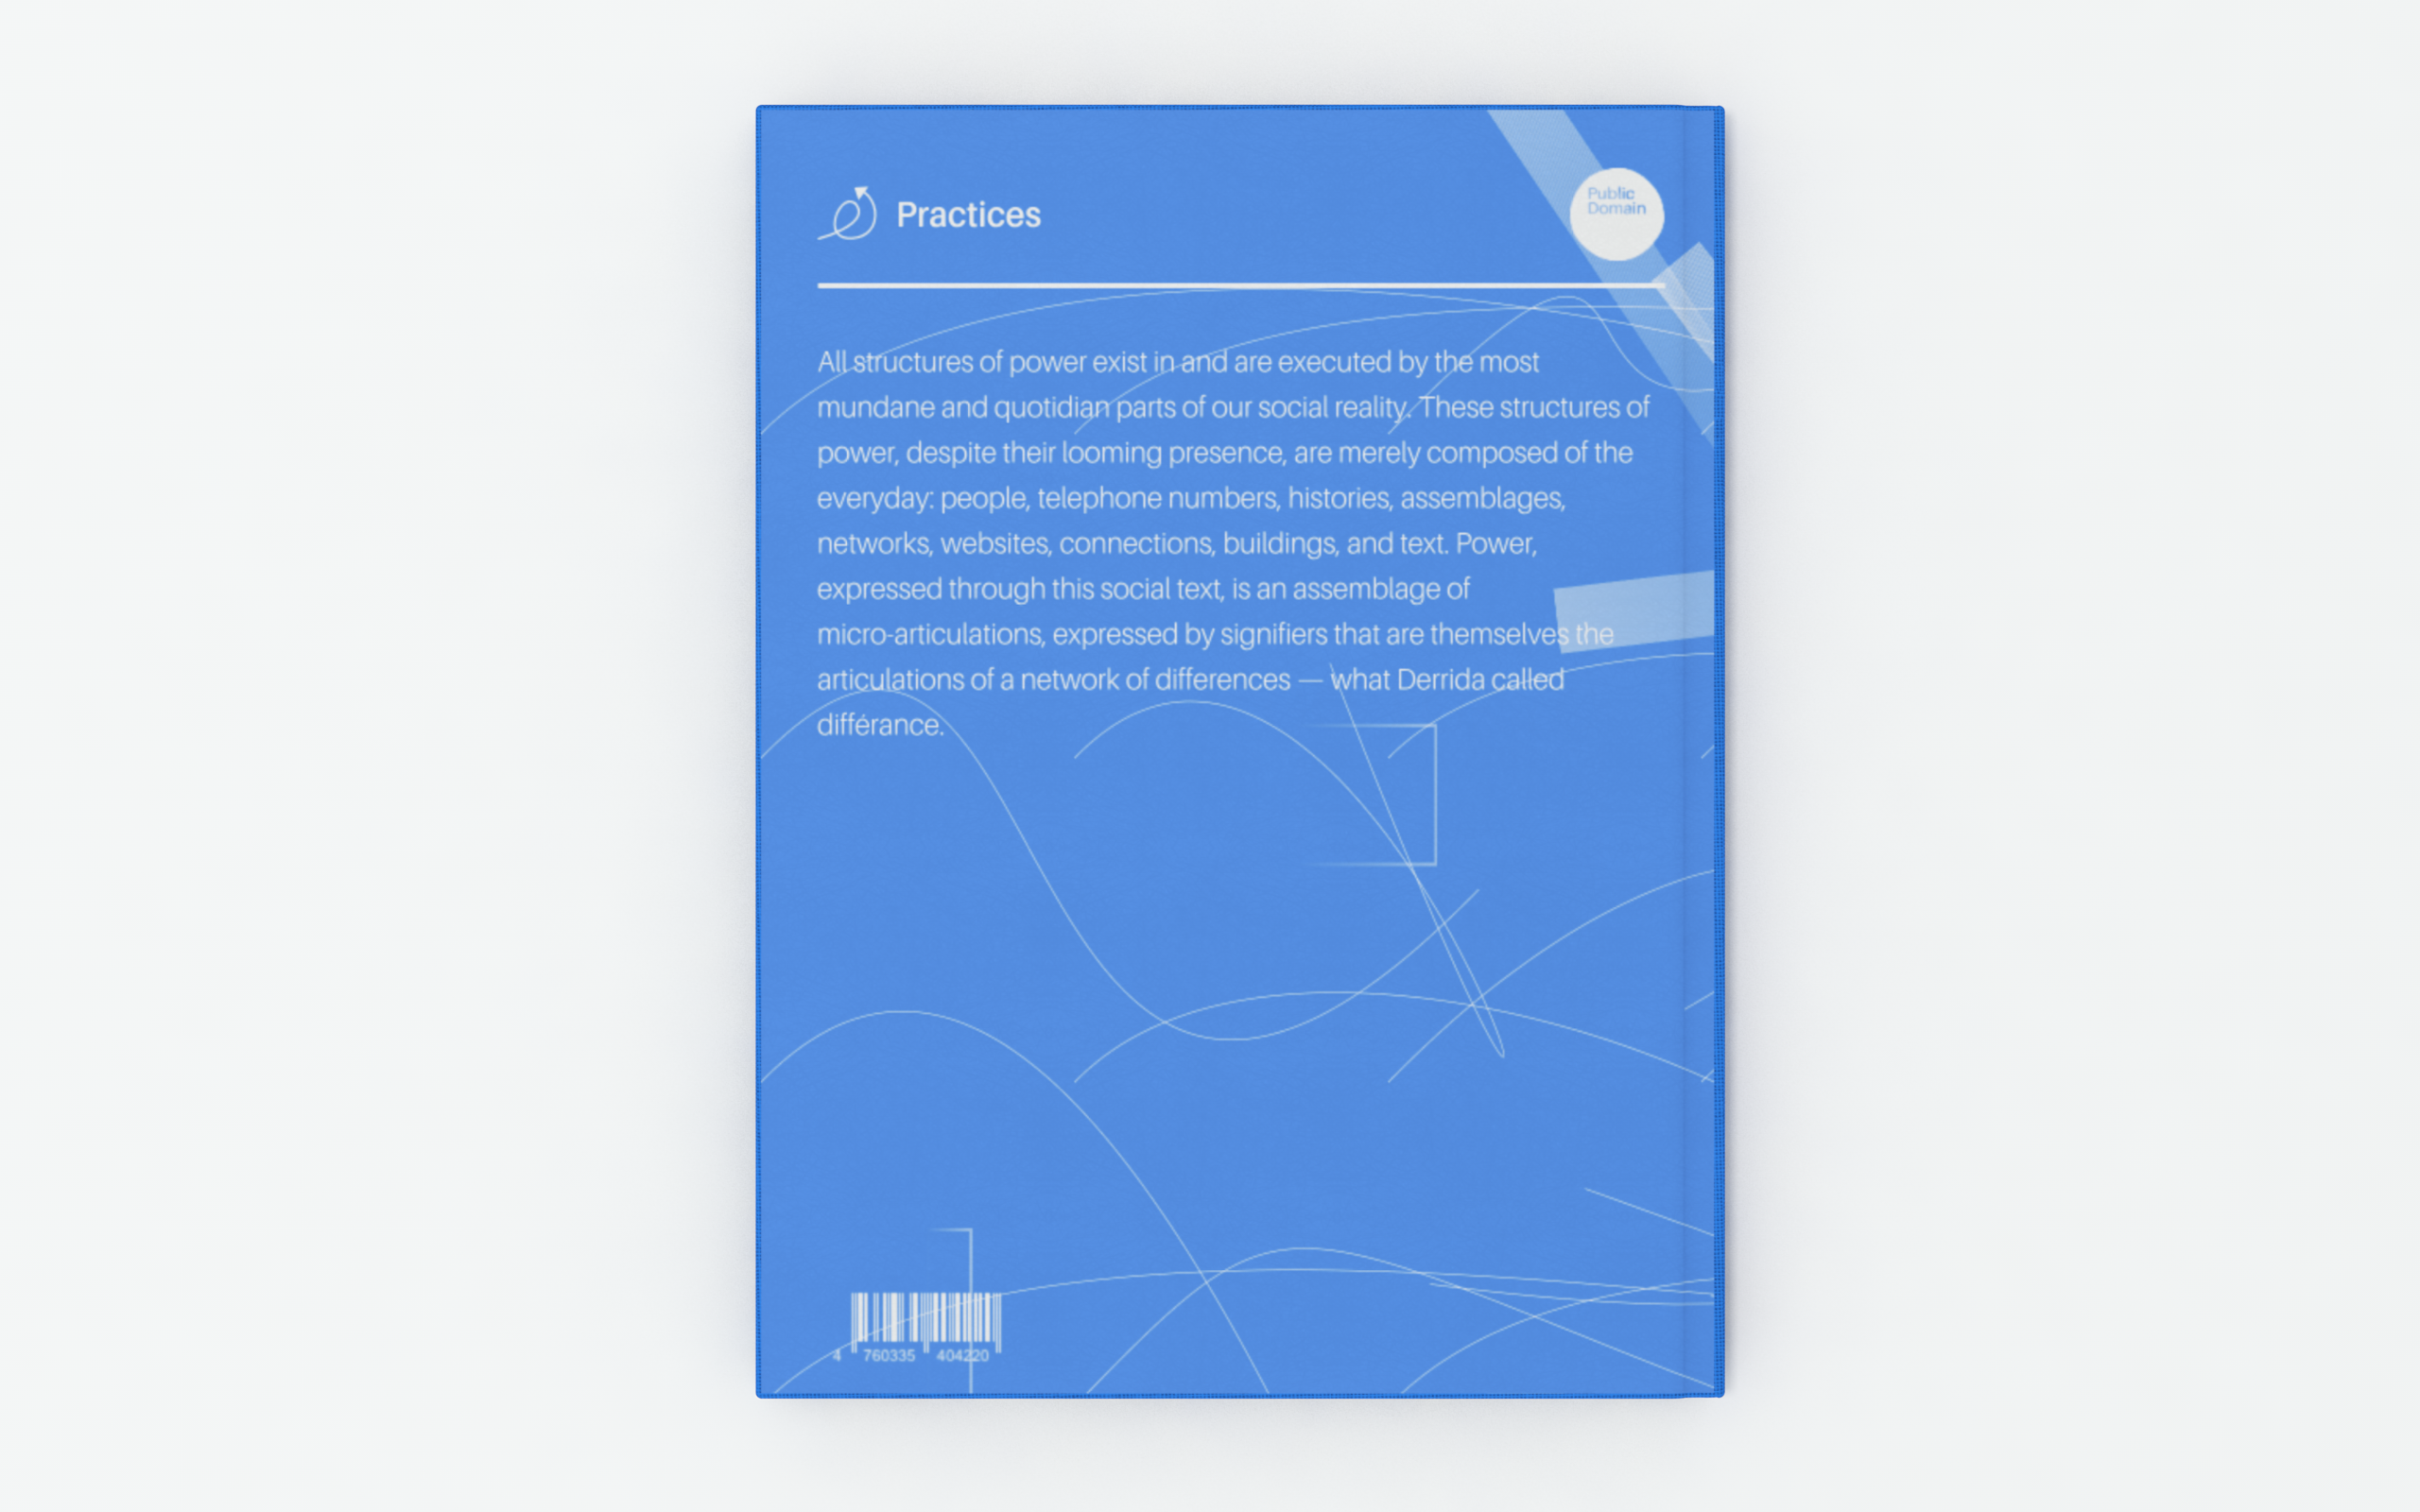 Practices
Public
Domain
All structures of power exist in and are executed by the most
mundane and quotidian parts of our social reality. These structures of
power, despite their looming presence, are merely composed of the
everyday: people, telephone numbers, histories, assemblages,
networks, websites, connections, buildings, and text. Power,
expressed through this social text, is an assemblage of
micro-articulations, expressed by signifiers that are themselves the
articulations of a network of differences — what Derrida called
différance.
4 760335 404220